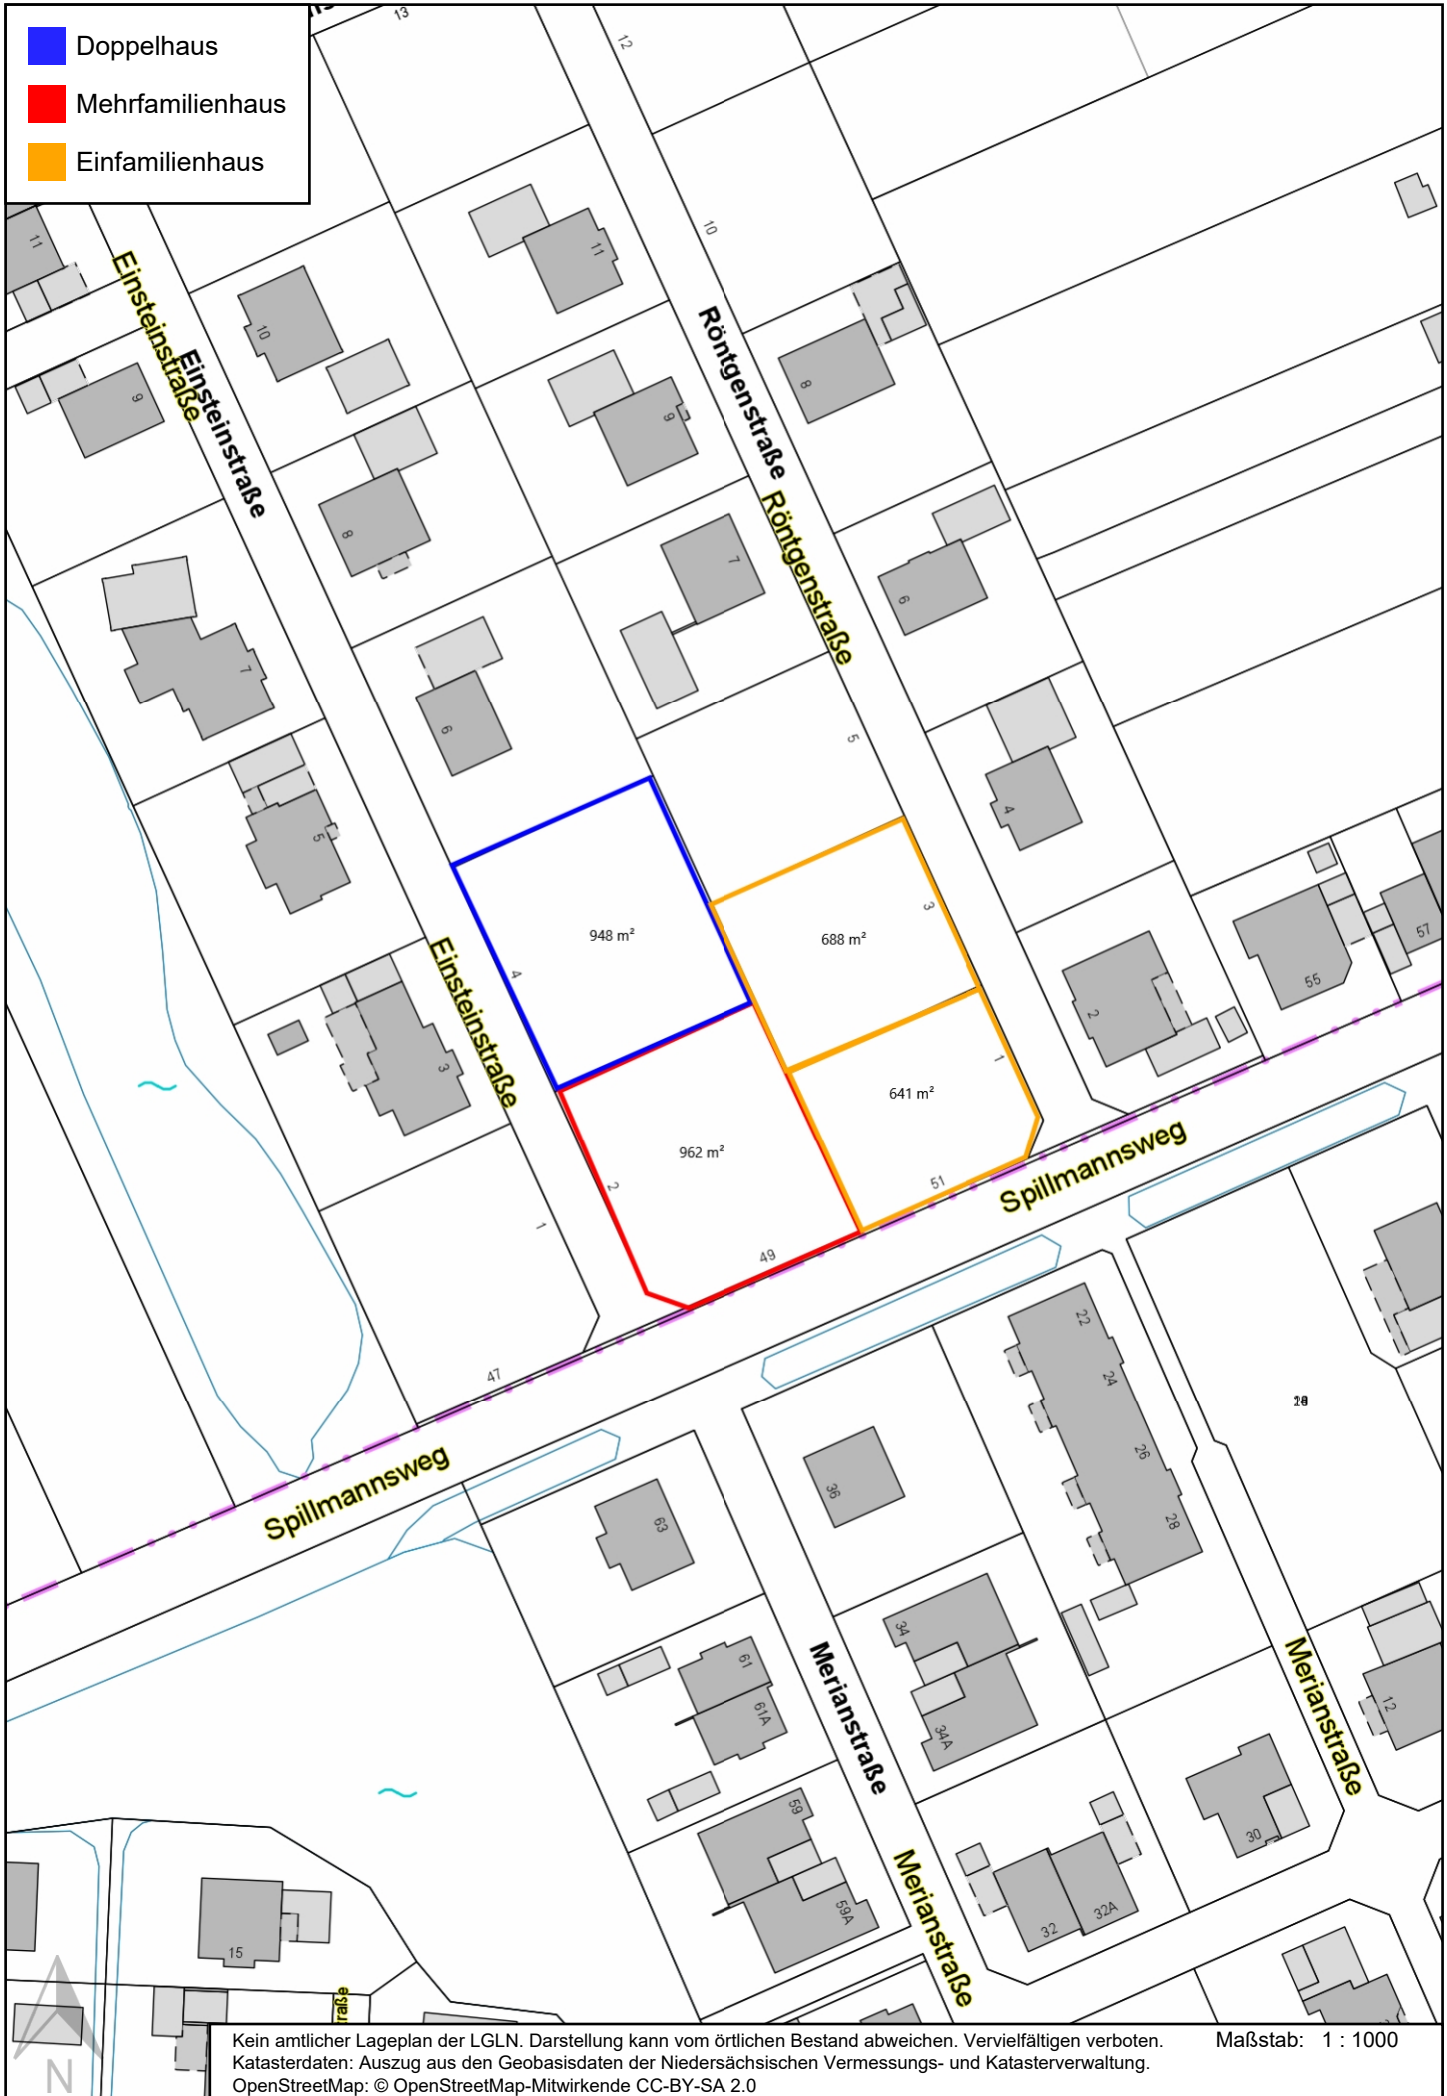 Doppelhaus
Mehrfamilienhaus
Einfamilienhaus
13
12
11
11
10
10
Einsteinstraße
Einsteinstraße
Röntgenstraße
9
9
8
8
Röntgenstraße
7
6
7
6
5
4
5
3
948 m²
688 m²
57
55
4
2
Einsteinstraße
3
1
641 m²
962 m²
2
51
Spillmannsweg
1
49
47
22
24
26
28
Spillmannsweg
36
63
34
34A
61
61A
Merianstraße
Merianstraße
12
59
59A
30
32
32A
Merianstraße
15
raße
N
Kein amtlicher Lageplan der LGLN. Darstellung kann vom örtlichen Bestand abweichen. Vervielfältigen verboten.
Maßstab: 1 : 1000
Katasterdaten: Auszug aus den Geobasisdaten der Niedersächsischen Vermessungs- und Katasterverwaltung.
OpenStreetMap: © OpenStreetMap-Mitwirkende CC-BY-SA 2.0